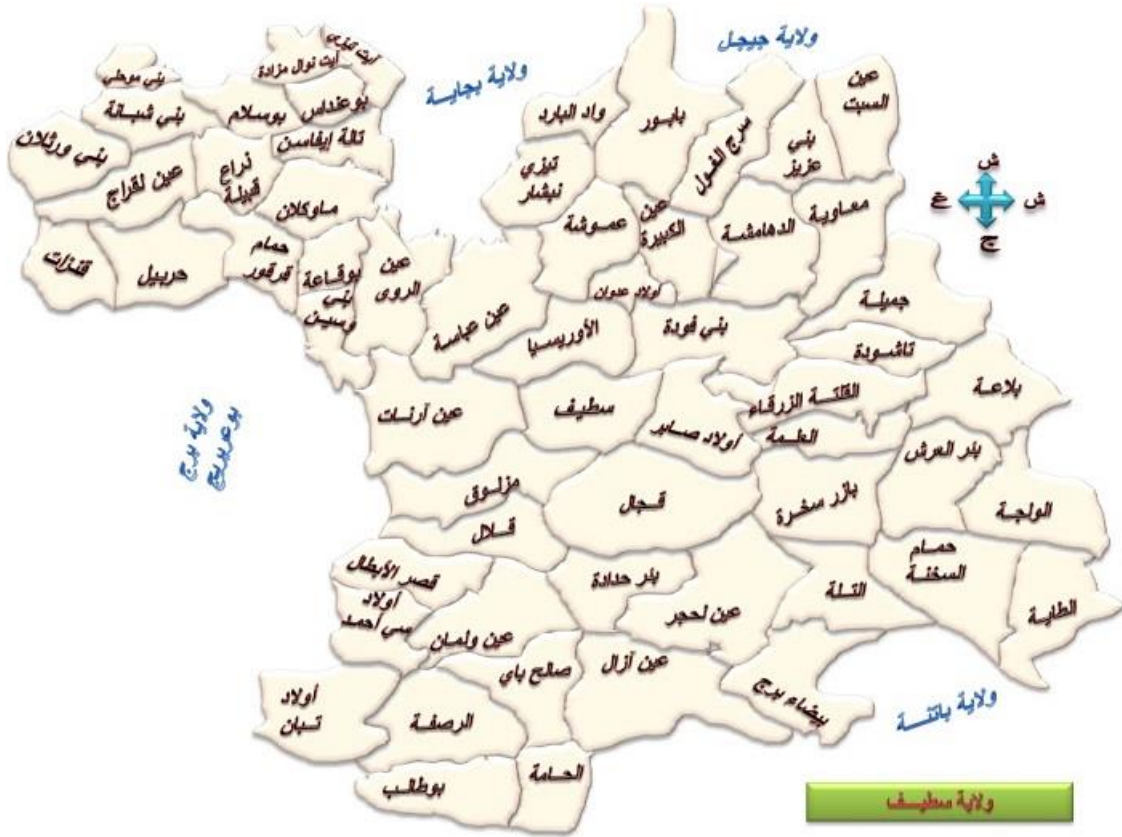 ولاية جيجل
ولاية بجاية
أيت تيزي
أيت نوال مزادة
بني موحلي
بوعنداس
بوسلام
بني شبانة
بني ورثلان
تالة إيفاسن
ذراع
قبيلة
عين لقراج
ماوكلان
حمام
قرقور
حربيل
قنزات
بوقاعة
بني
وسين
عين
الروى
عين عباسة
عين
السبت
بني
عزيز
سرج الغول
بابور
واد البارد
تيزي
نبشار
عموشة
عين
الكبيرة
الدهامشة
معاوية
ش
ش
غ
ج
أولاد عدوان
جميلة
بني فودة
الأوريسيا
تاشودة
بلاعة
القلتة الزرقاء
العلمة
أولاد صابر
سطيف
عين آرنات
ولاية برج
بوعريريج
بئر العرش
الولجة
بازر سخرة
قجال
مزلوق
قلال
قصر الأبطال
أولاد
سي أحمد
حمام
السخنة
الطاية
التلة
عين لحجر
بئر حدادة
عين ولمان
صالح باي
عين آزال
بيضاء برج
ولاية باتنة
أولاد
تبان
الرصفة
بوطالب
الحامة
ولاية سطيف